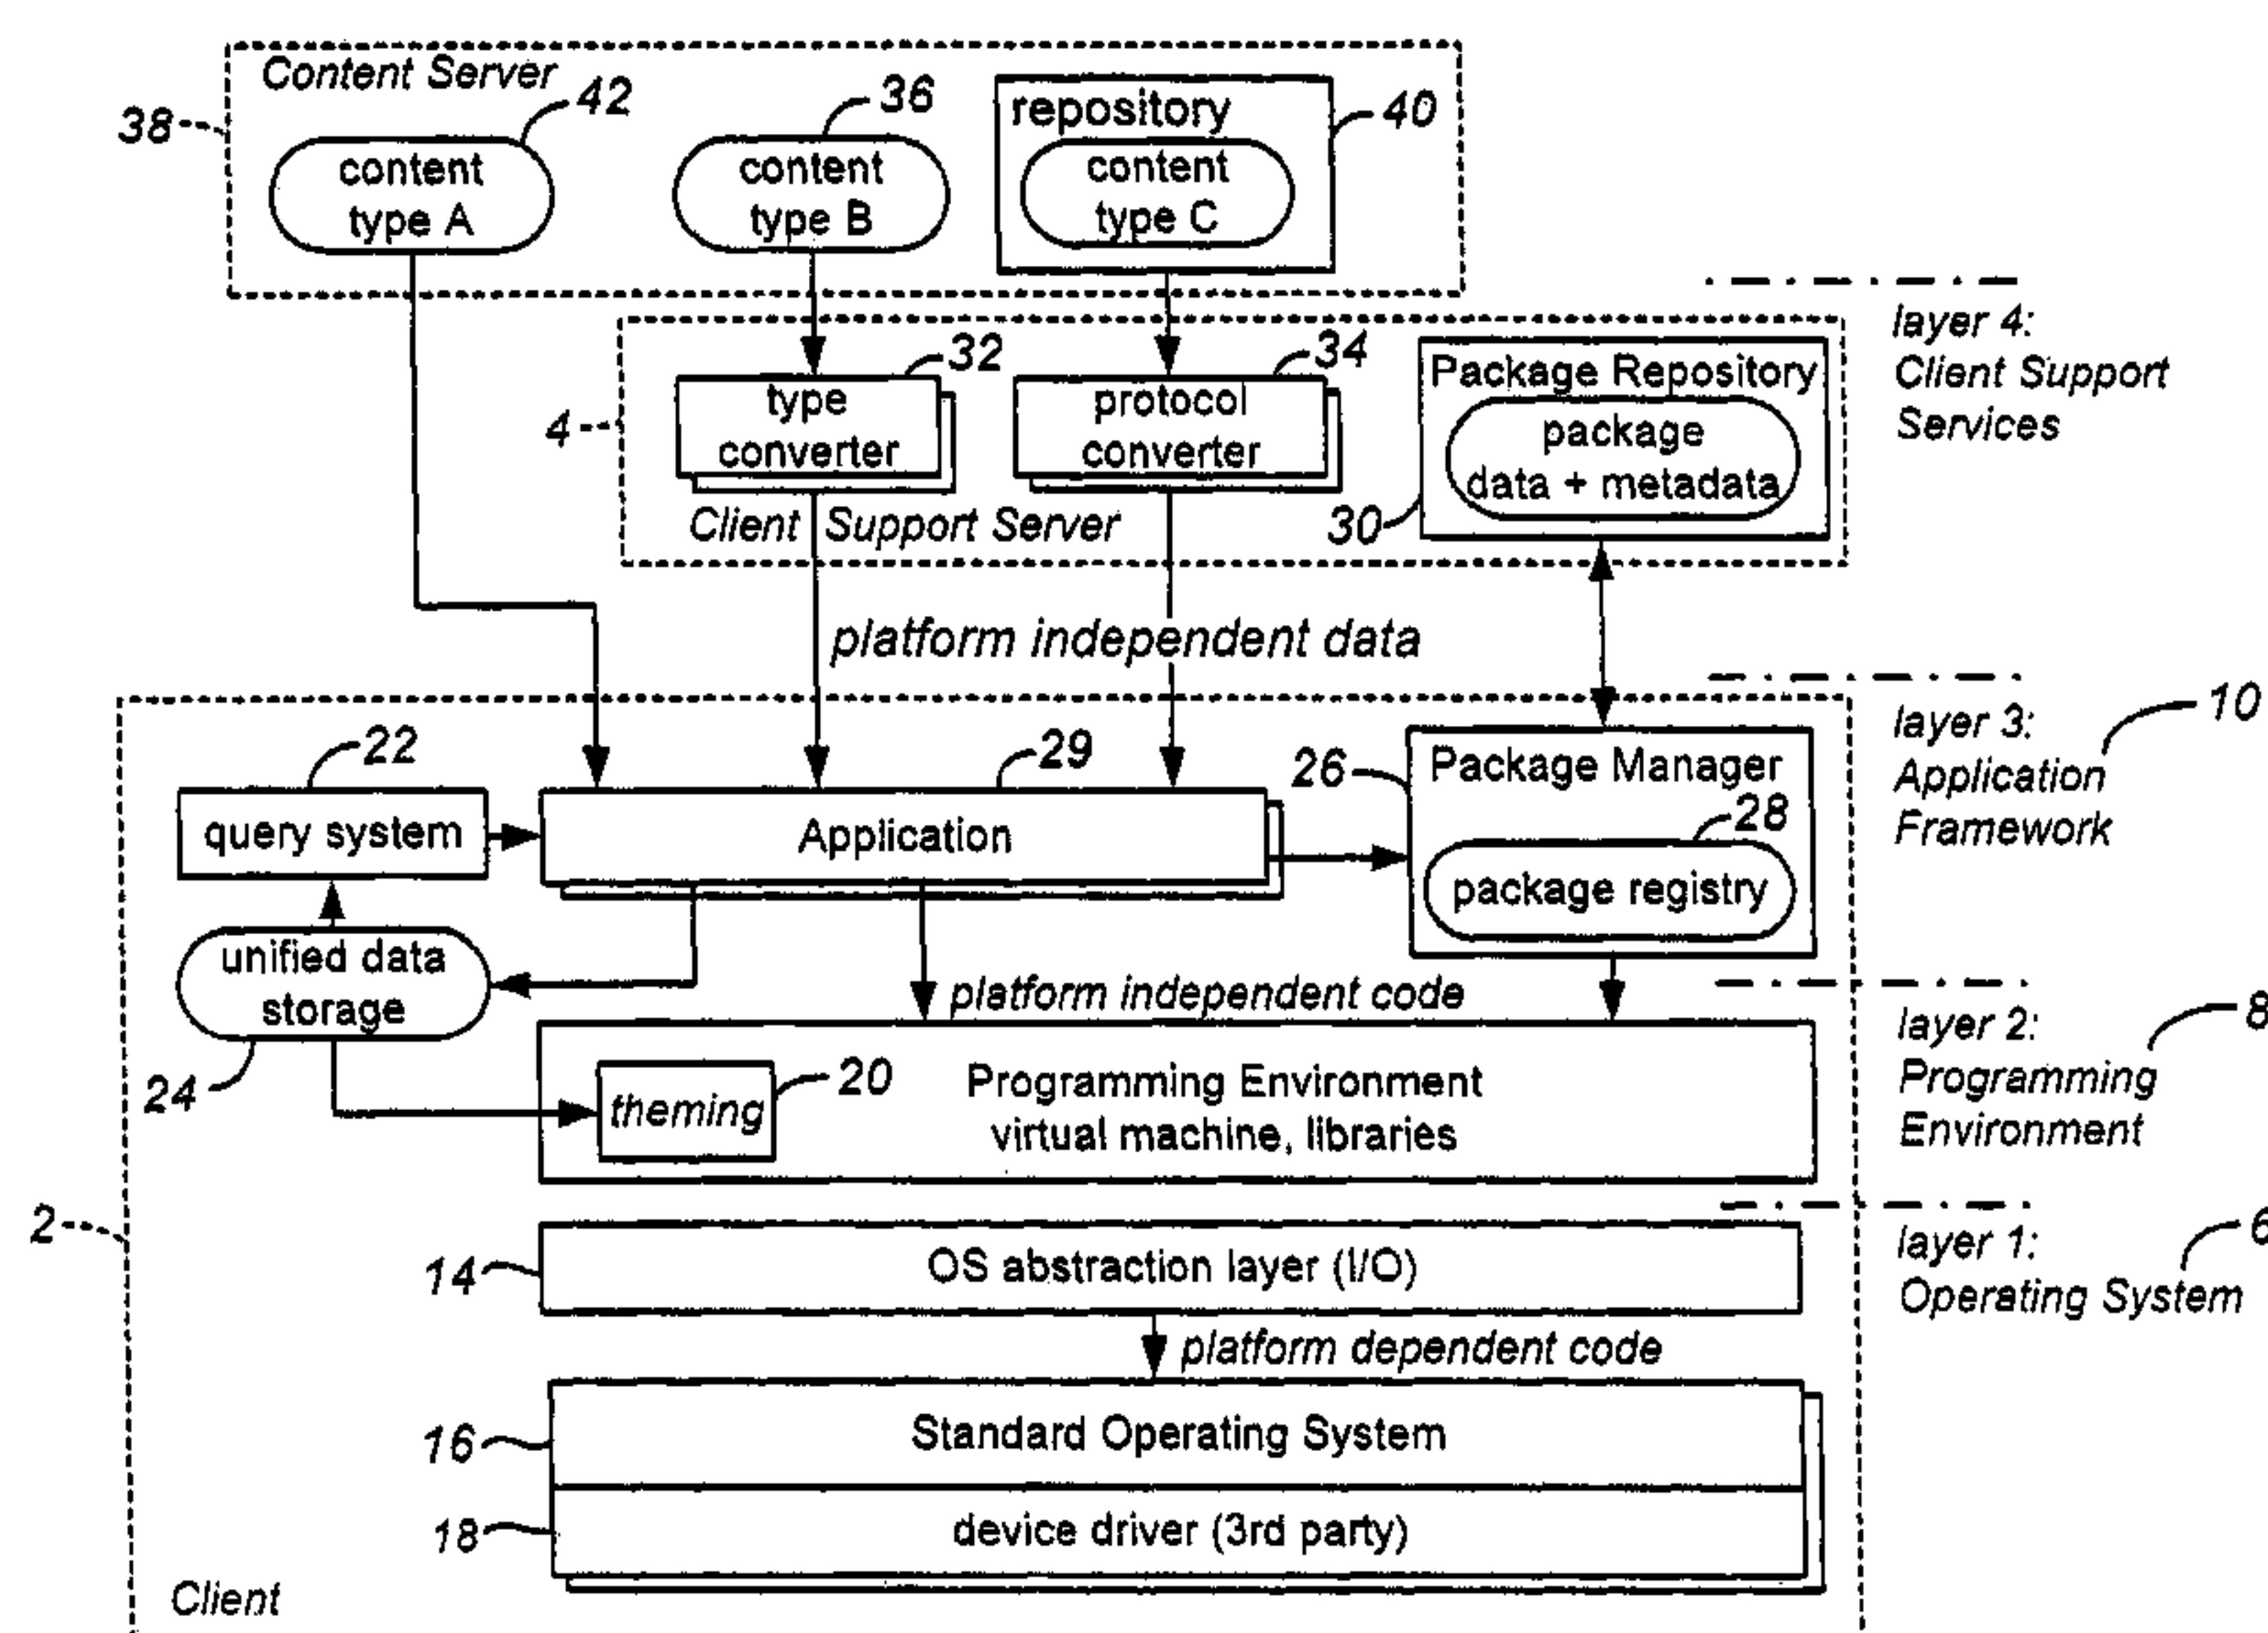 Content Server
42
36
repository
40
38
content
type A
content
type B
content
type C
layer 4:
Client Support
Services
32
34
4
type
converter
protocol
converter
Package Repository
package
data + metadata
Client Support Server
30
platform independent data
layer 3:
Application
Framework
10
22
29
26
Package Manager
28
query system
Application
package registry
unified data
storage
24
platform independent code
layer 2:
Programming
Environment
8
theming
20
Programming Environment
virtual machine, libraries
2
layer 1:
Operating System
6
14
OS abstraction layer (I/O)
platform dependent code
16
Standard Operating System
18
device driver (3rd party)
Client